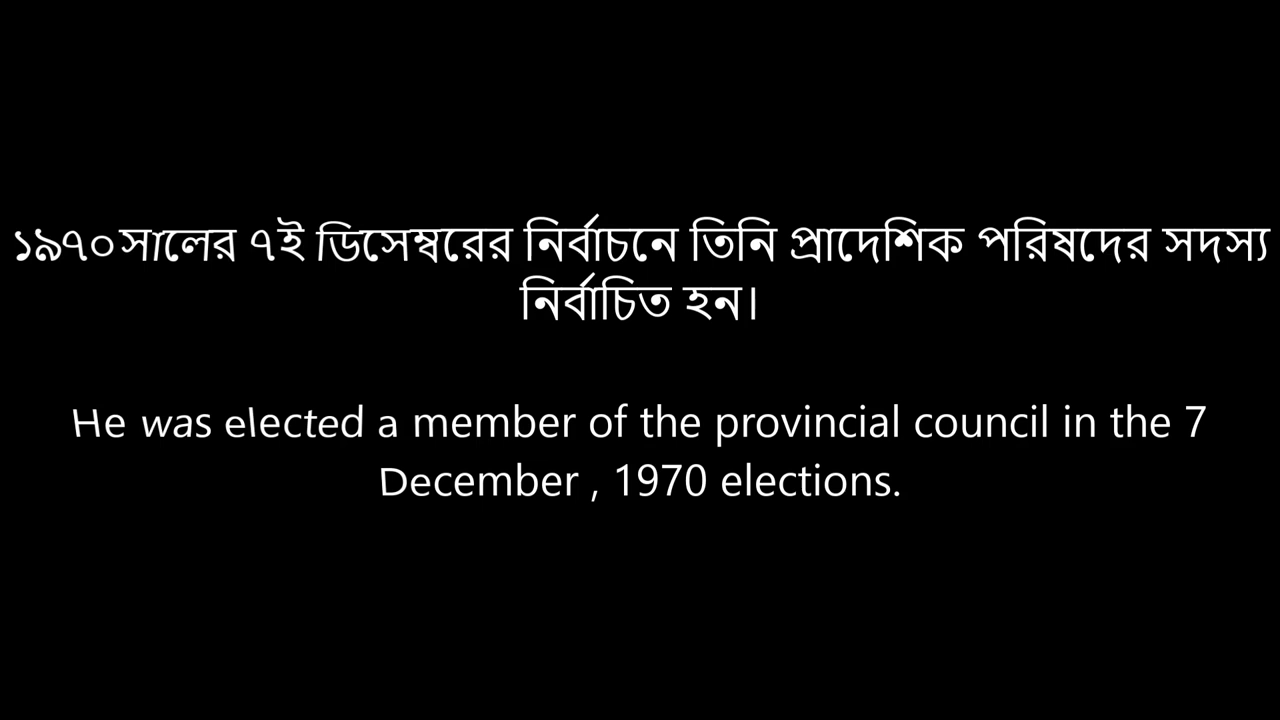 ১৯৭০সালের ৭ই ডিসেম্বরের নির্বাচনে তিনি প্রাদেশিক পরিষদের সদস্য
নির্বাচিত হন।
He was elected a member of the provincial council in the 7
December , 1970 elections.